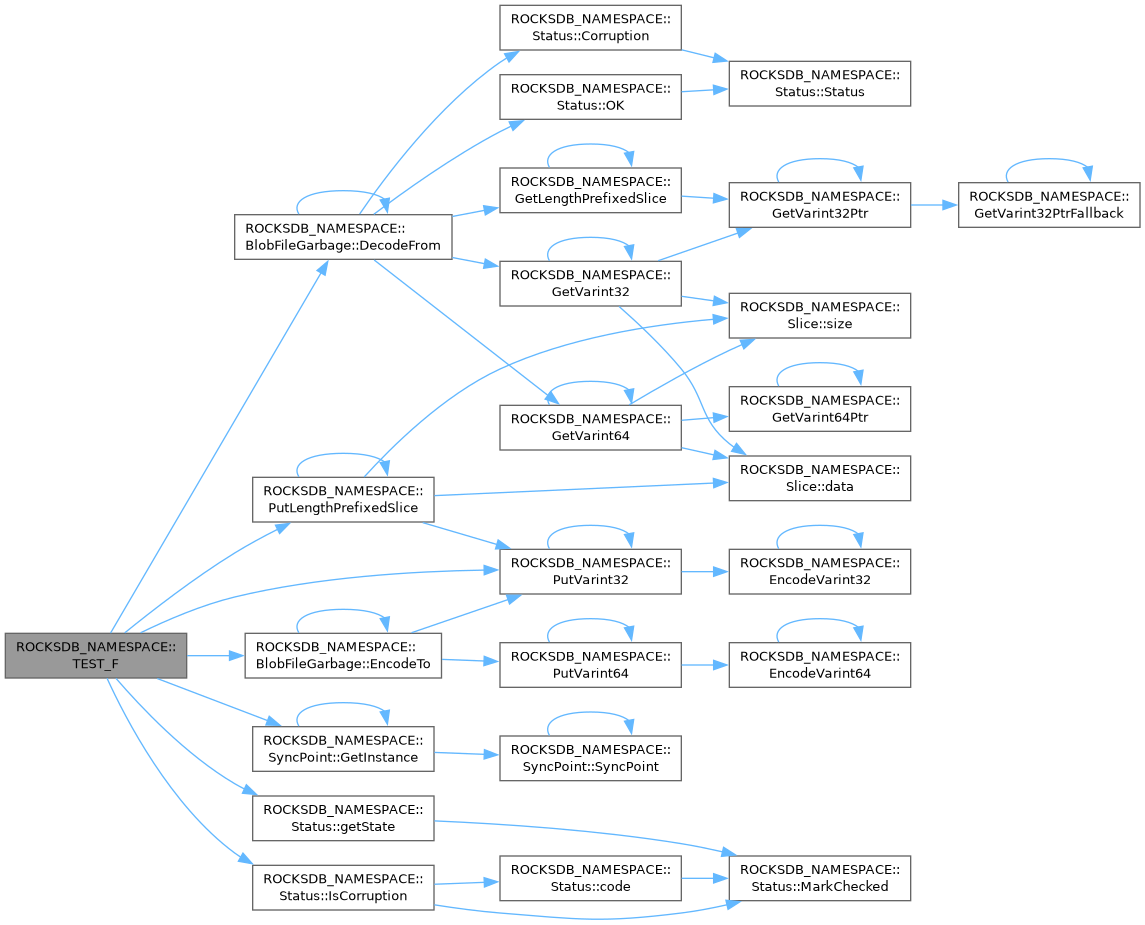 ROCKSDB_NAMESPACE::
Status::Corruption
ROCKSDB_NAMESPACE::
Status::Status
ROCKSDB_NAMESPACE::
Status::OK
ROCKSDB_NAMESPACE::
GetLengthPrefixedSlice
ROCKSDB_NAMESPACE::
GetVarint32Ptr
ROCKSDB_NAMESPACE::
GetVarint32PtrFallback
ROCKSDB_NAMESPACE::
BlobFileGarbage::DecodeFrom
ROCKSDB_NAMESPACE::
GetVarint32
ROCKSDB_NAMESPACE::
Slice::size
ROCKSDB_NAMESPACE::
GetVarint64
ROCKSDB_NAMESPACE::
GetVarint64Ptr
ROCKSDB_NAMESPACE::
Slice::data
ROCKSDB_NAMESPACE::
PutLengthPrefixedSlice
ROCKSDB_NAMESPACE::
PutVarint32
ROCKSDB_NAMESPACE::
EncodeVarint32
ROCKSDB_NAMESPACE::
TEST_F
ROCKSDB_NAMESPACE::
BlobFileGarbage::EncodeTo
ROCKSDB_NAMESPACE::
PutVarint64
ROCKSDB_NAMESPACE::
EncodeVarint64
ROCKSDB_NAMESPACE::
SyncPoint::GetInstance
ROCKSDB_NAMESPACE::
SyncPoint::SyncPoint
ROCKSDB_NAMESPACE::
Status::getState
ROCKSDB_NAMESPACE::
Status::IsCorruption
ROCKSDB_NAMESPACE::
Status::code
ROCKSDB_NAMESPACE::
Status::MarkChecked